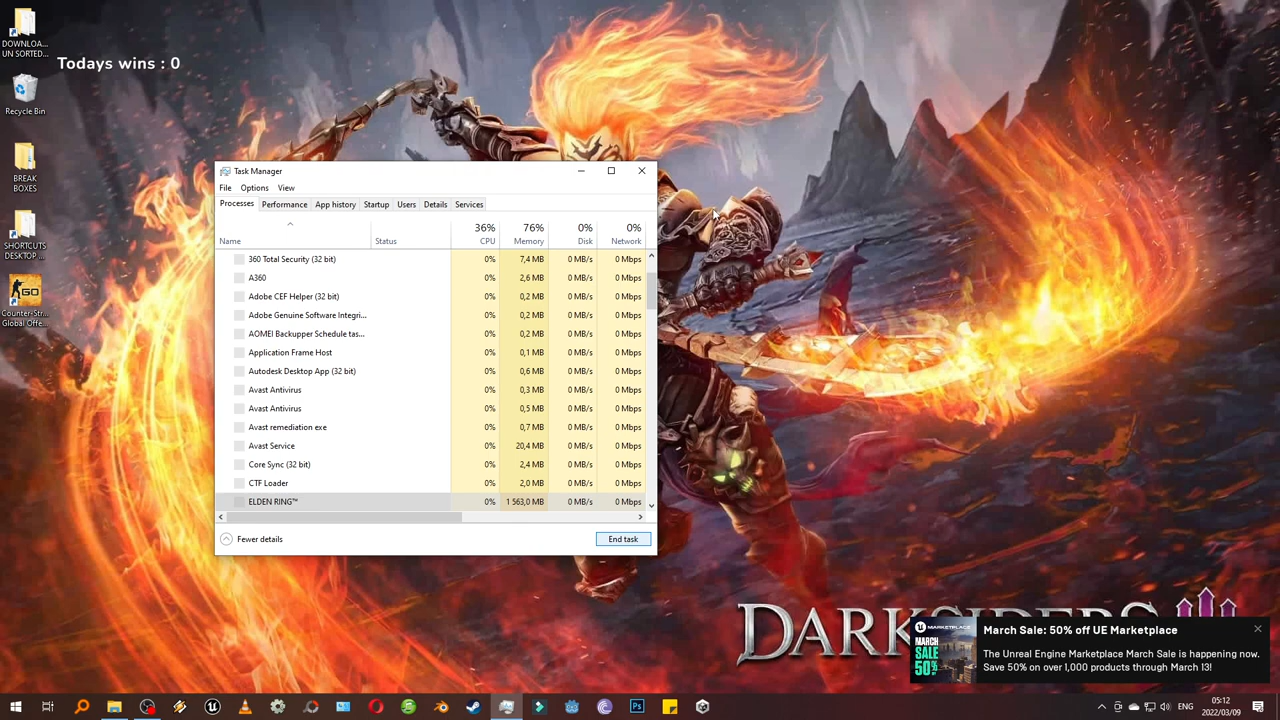 DOWNLOA...
UN SORTED...
Todays wins : 0
Recycle Bin
BREAK
BOXES
SHORTCUTS
DESKTOP ...
Counter-Str...
Global Offe...
Task Manager
File Options View
Processes Performance App history Startup Users Details Services
36% 76% 0% 0%
Name Status CPU Memory Disk Network
360 Total Security (32 bit) 0% 7,4 MB 0 MB/s 0 Mbps
A360 0% 2,6 MB 0 MB/s 0 Mbps
Adobe CEF Helper (32 bit) 0% 0,2 MB 0 MB/s 0 Mbps
Adobe Genuine Software Integri... 0% 0,2 MB 0 MB/s 0 Mbps
AOMEI Backupper Schedule tas... 0% 0,2 MB 0 MB/s 0 Mbps
Application Frame Host 0% 0,1 MB 0 MB/s 0 Mbps
Autodesk Desktop App (32 bit) 0% 0,6 MB 0 MB/s 0 Mbps
Avast Antivirus 0% 0,3 MB 0 MB/s 0 Mbps
Avast Antivirus 0% 0,5 MB 0 MB/s 0 Mbps
Avast remediation exe 0% 0,7 MB 0 MB/s 0 Mbps
Avast Service 0% 20,4 MB 0 MB/s 0 Mbps
Core Sync (32 bit) 0% 2,4 MB 0 MB/s 0 Mbps
CTF Loader 0% 2,0 MB 0 MB/s 0 Mbps
ELDEN RING™ 0% 1 563,0 MB 0 MB/s 0 Mbps
Fewer details End task
DARKSIDERS
MARKETPLACE
MARCH
SALE
50%
March Sale: 50% off UE Marketplace
The Unreal Engine Marketplace March Sale is happening now.
Save 50% on over 1,000 products through March 13!
ENG
05:12
2022/03/09